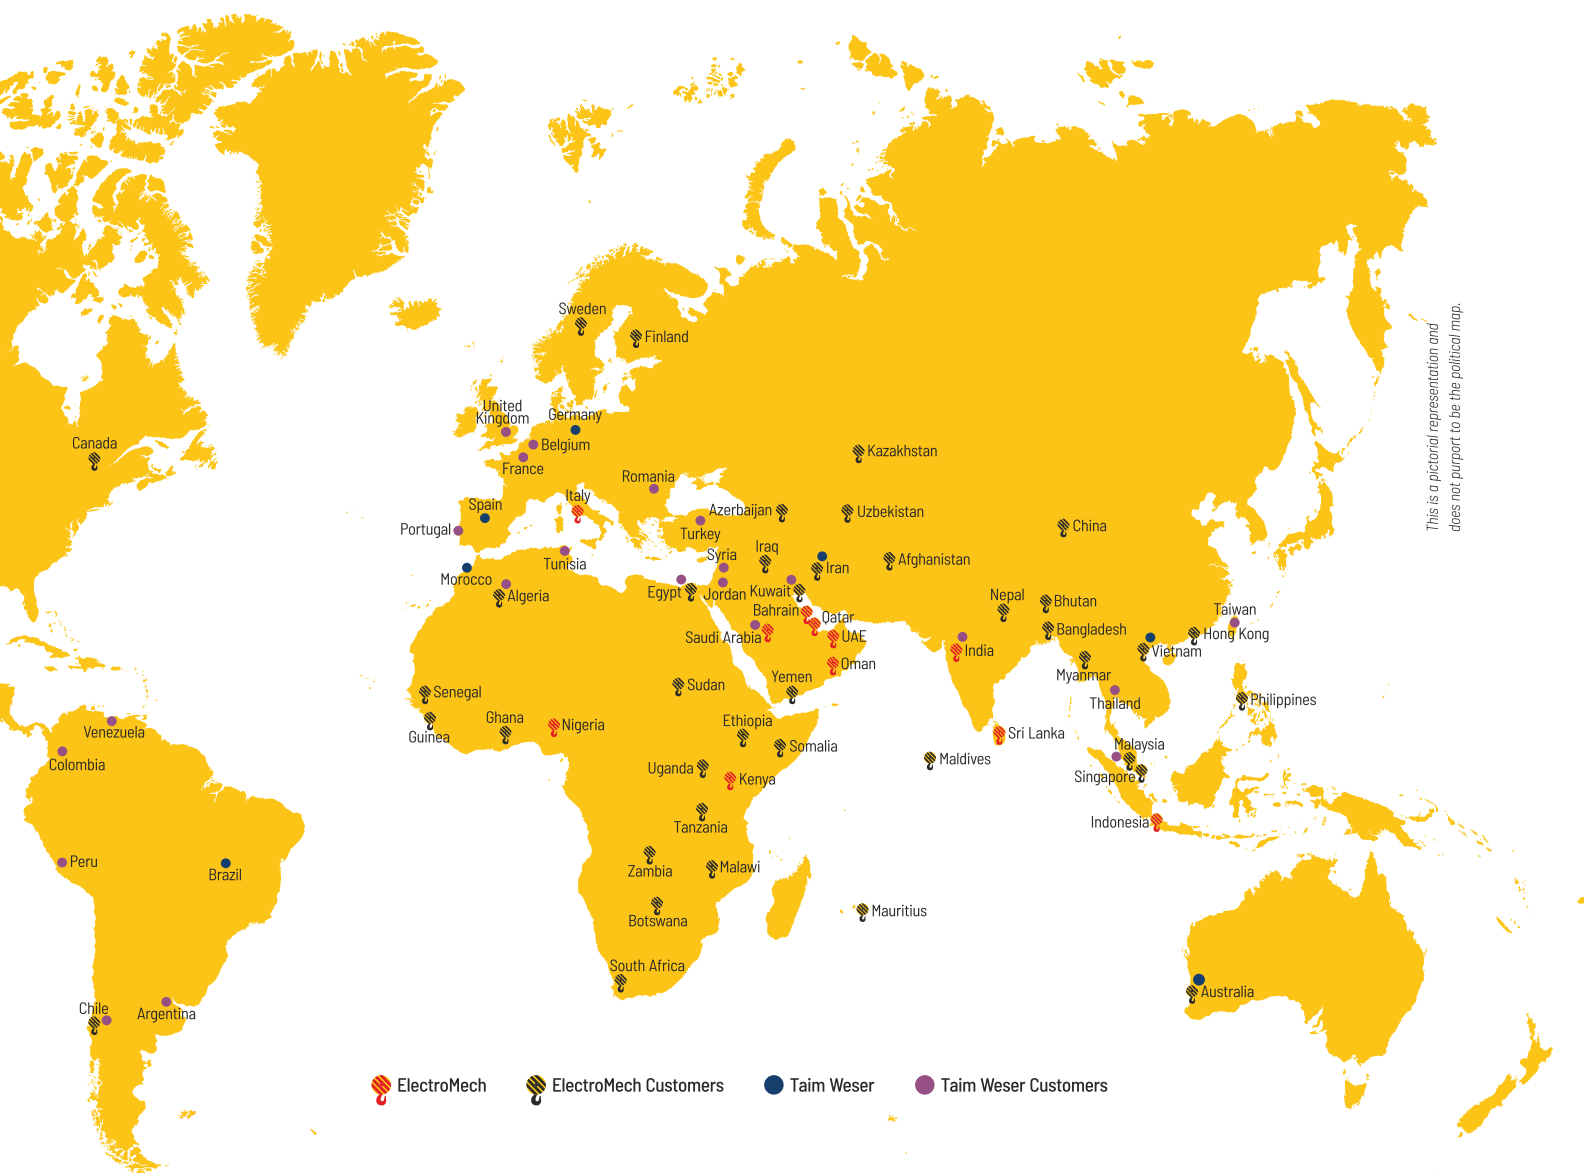 Sweden
Finland
United
Kingdom
Germany
Belgium
France
Canada
Kazakhstan
Romania
Italy
Spain
Portugal
Azerbaijan
Uzbekistan
Turkey
China
Tunisia
Syria
Iraq
Iran
Afghanistan
Morocco
Algeria
Egypt
Jordan
Kuwait
Nepal
Bhutan
Bahrain
Qatar
Taiwan
Saudi Arabia
UAE
Bangladesh
Hong Kong
India
Vietnam
Oman
Myanmar
Yemen
Sudan
Senegal
Thailand
Philippines
Ghana
Nigeria
Ethiopia
Guinea
Venezuela
Sri Lanka
Somalia
Malaysia
Colombia
Maldives
Uganda
Kenya
Singapore
Tanzania
Indonesia
Peru
Brazil
Zambia
Malawi
Botswana
Mauritius
South Africa
Australia
Chile
Argentina
This is a pictorial representation and
does not purport to be the political map.
ElectroMech
ElectroMech Customers
Taim Weser
Taim Weser Customers